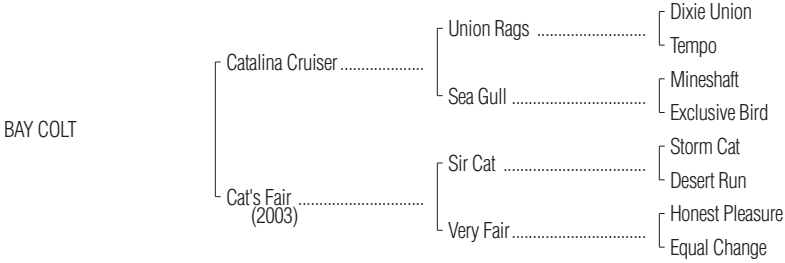 Dixie Union
Union Rags ..........................
Tempo
Catalina Cruiser ....................
Mineshaft
Sea Gull ................................
Exclusive Bird
BAY COLT
Storm Cat
Sir Cat ..................................
Desert Run
Cat's Fair ..............................
(2003)
Honest Pleasure
Very Fair ................................
Equal Change